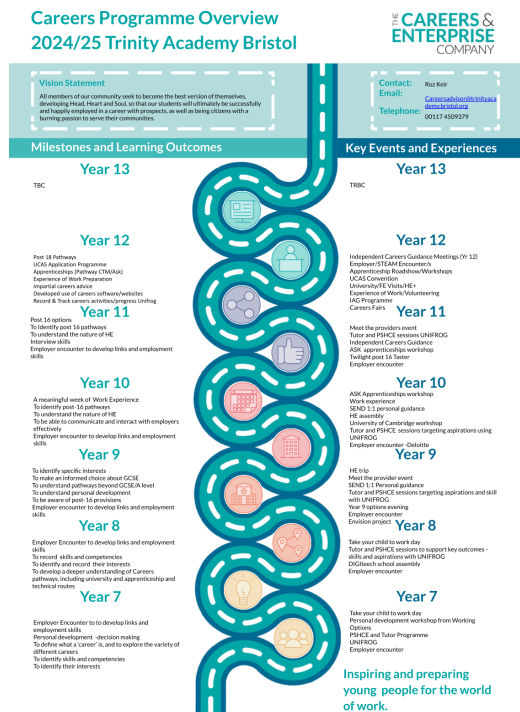 Careers Programme Overview
2024/25 Trinity Academy Bristol
THE CAREERS &
ENTERPRISE
COMPANY
Vision Statement
All members of our community seek to become the best version of themselves,
developing Head, Heart and Soul, so that our students will ultimately be successfully
and happily employed in a career with prospects, as well as being citizens with a
burning passion to serve their communities.
Contact: Roz Keir
Email:
Careersadviser@trinityaca
demy.bristol.org
Telephone:
00117 4509379
Milestones and Learning Outcomes
Key Events and Experiences
Year 13
TBC
Year 12
Post 18 Pathways
UCAS Application Programme
Apprenticeships (Pathway CTM/Ask)
Experience of Work Preparation
Impartial careers advice
Developed use of careers software/websites
Record & Track careers activities/progress Unifrog
Year 11
Post 16 options
To Identify post 16 pathways
To understand the nature of HE
Interview skills
Employer encounter to develop links and employment
skills
Year 10
A meaningful week of Work Experience
To identify post-16 pathways
To understand the nature of HE
To be able to communicate and interact with employers
effectively
Employer encounter to develop links and employment
skills
Year 9
To identify specific interests
To make an informed choice about GCSE
To understand pathways beyond GCSE/A level
To understand personal development
To be aware of post-16 provisions
Employer encounter to develop links and employment
skills
Year 8
Employer Encounter to develop links and employment
skills
To record skills and competencies
To identify and record their interests
To develop a deeper understanding of Careers
pathways, including university and apprenticeship and
technical routes
Year 7
Employer Encounter to to develop links and
employment skills
Personal development -decision making
To define what a 'career' is, and to explore the variety of
different careers
To identify skills and competencies
To identify their interests
Year 13
TRBC
Year 12
Independent Careers Guidance Meetings (Yr 12)
Employer/STEAM Encounter/s
Apprenticeship Roadshow/Workshops
UCAS Convention
University/FE Visits/HE+
Experience of Work/Volunteering
IAG Programme
Careers Fairs
Year 11
Meet the providers event
Tutor and PSHCE sessions UNIFROG
Independent Careers Guidance
ASK apprenticeships workshop
Twilight post 16 Taster
Employer encounter
Year 10
ASK Apprenticeships workshop
Work experience
SEND 1:1 personal guidance
HE assembly
University of Cambridge workshop
Tutor and PSHCE sessions targeting aspirations using
UNIFROG
Employer encounter -Deloitte
Year 9
HE trip
Meet the provider event
SEND 1:1 Personal guidance
Tutor and PSHCE sessions targeting aspirations and skill
with UNIFROG
Year 9 options evening
Employer encounter
Envision project
Year 8
Take your child to work day
Tutor and PSHCE sessions to support key outcomes -
skills and aspirations with UNIFROG
DIGIteech school assembly
Employer encounter
Year 7
Take your child to work day
Personal development workshop from Working
Options
PSHCE and Tutor Programme
UNIFROG
Employer encounter
Inspiring and preparing
young people for the world
of work.